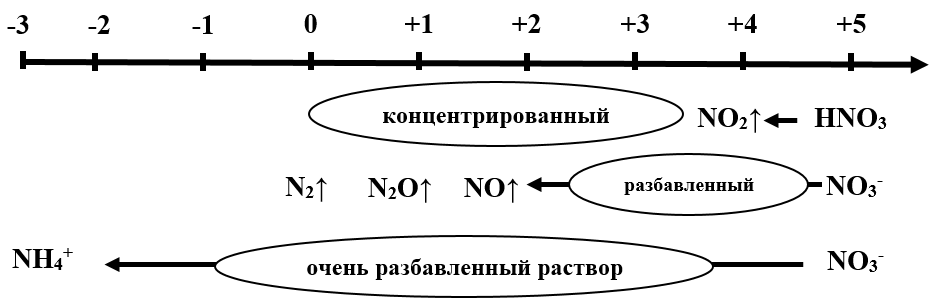 -3 -2 -1 0 +1 +2 +3 +4 +5
концентрированный NO₂↑ HNO₃
N₂↑ N₂O↑ NO↑ разбавленный NO₃⁻
NH₄⁺ очень разбавленный раствор NO₃⁻